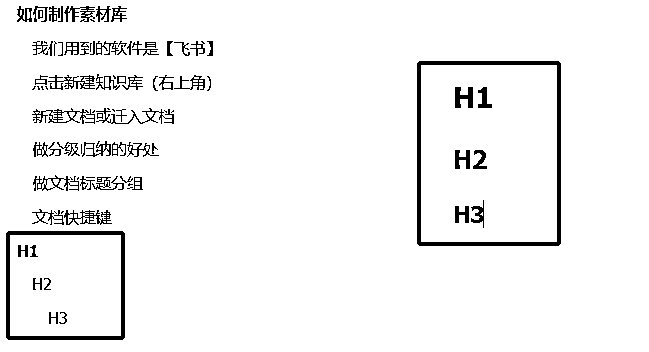 如何制作素材库
我们用到的软件是【飞书】
点击新建知识库（右上角）
新建文档或迁入文档
做分级归纳的好处
做文档标题分组
文档快捷键
H1
H2
H3
H1
H2
H3